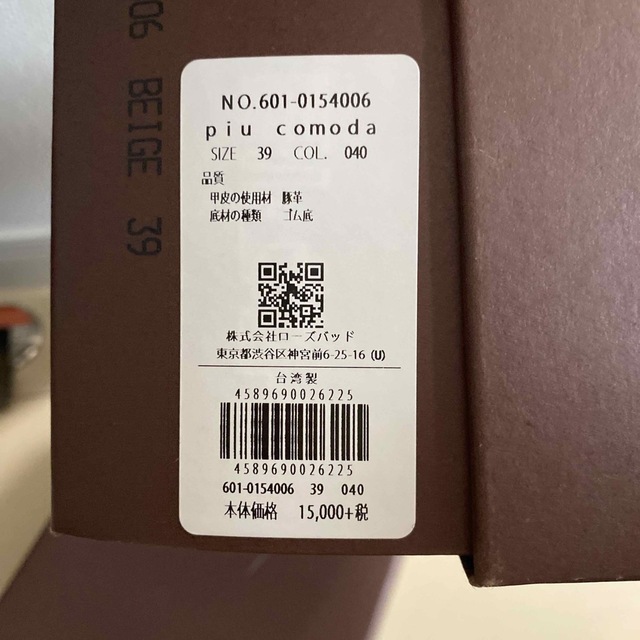 06 BEIGE 39
NO.601-0154006
piu comoda
SIZE 39 COL. 040
品質
甲皮の使用材 豚革
底材の種類 ゴム底
株式会社ローズバッド
東京都渋谷区神宮前6-25-16 (U)
台湾製
4589690026225
4589690026225
601-0154006 39 040
本体価格 15,000+税